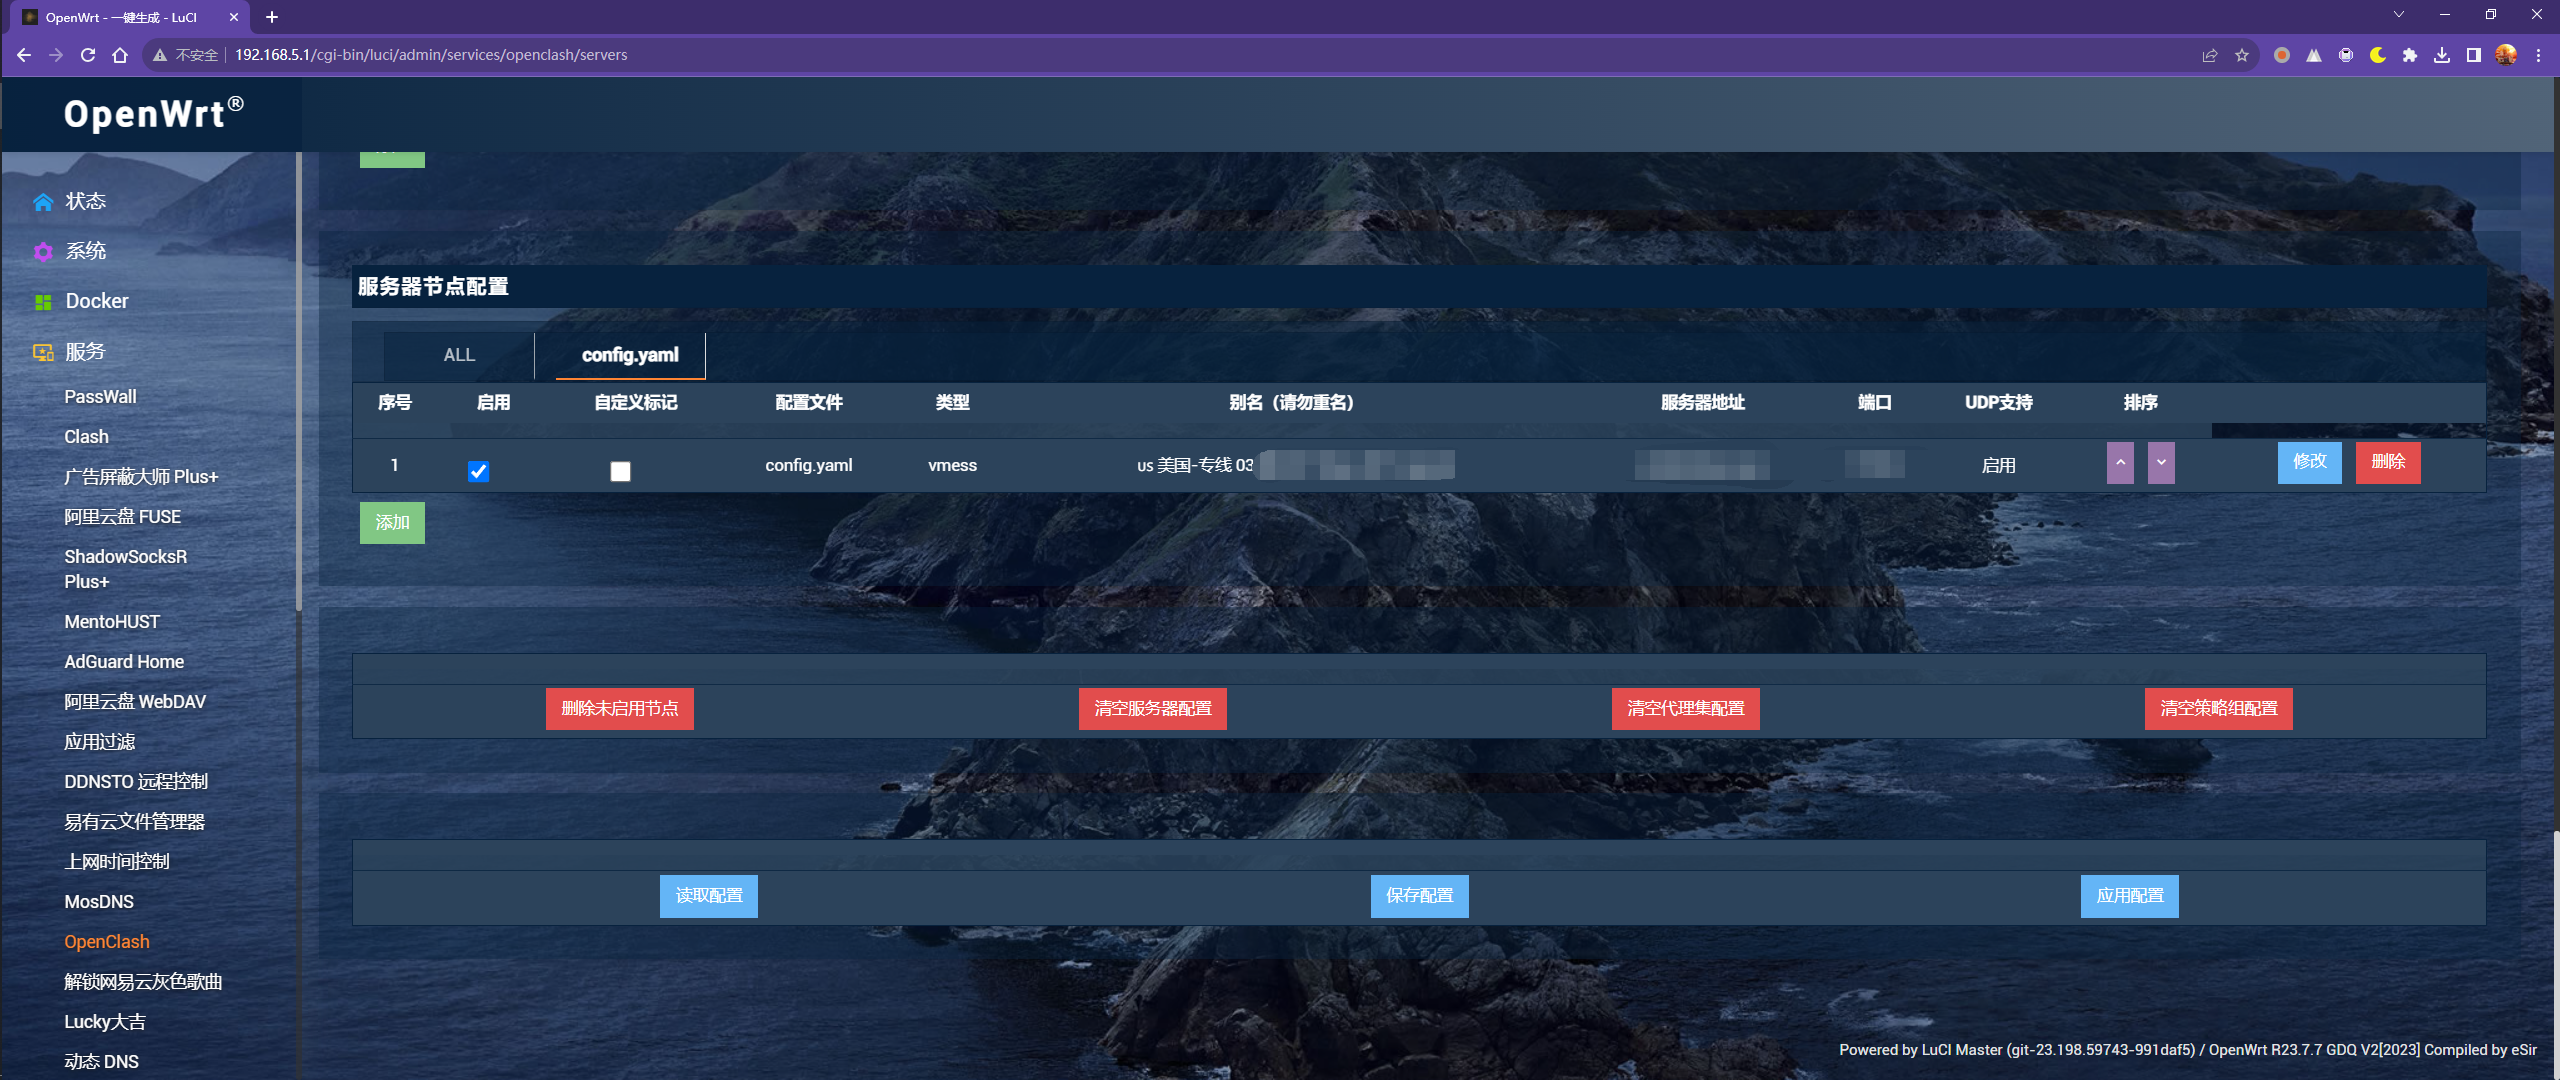 OpenWrt - 一键生成 - LuCI
不安全 192.168.5.1/cgi-bin/luci/admin/services/openclash/servers
OpenWrt®
状态
系统
Docker
服务
PassWall
Clash
广告屏蔽大师 Plus+
阿里云盘 FUSE
ShadowSocksR
Plus+
MentoHUST
AdGuard Home
阿里云盘 WebDAV
应用过滤
DDNSTO 远程控制
易有云文件管理器
上网时间控制
MosDNS
OpenClash
解锁网易云灰色歌曲
Lucky大吉
动态 DNS
服务器节点配置
ALL config.yaml
序号 启用 自定义标记 配置文件 类型 别名（请勿重名） 服务器地址 端口 UDP支持 排序
1 config.yaml vmess us 美国-专线 03 启用 修改 删除
添加
删除未启用节点 清空服务器配置 清空代理集配置 清空策略组配置
读取配置 保存配置 应用配置
Powered by LuCI Master (git-23.198.59743-991daf5) / OpenWrt R23.7.7 GDQ V2[2023] Compiled by eSir